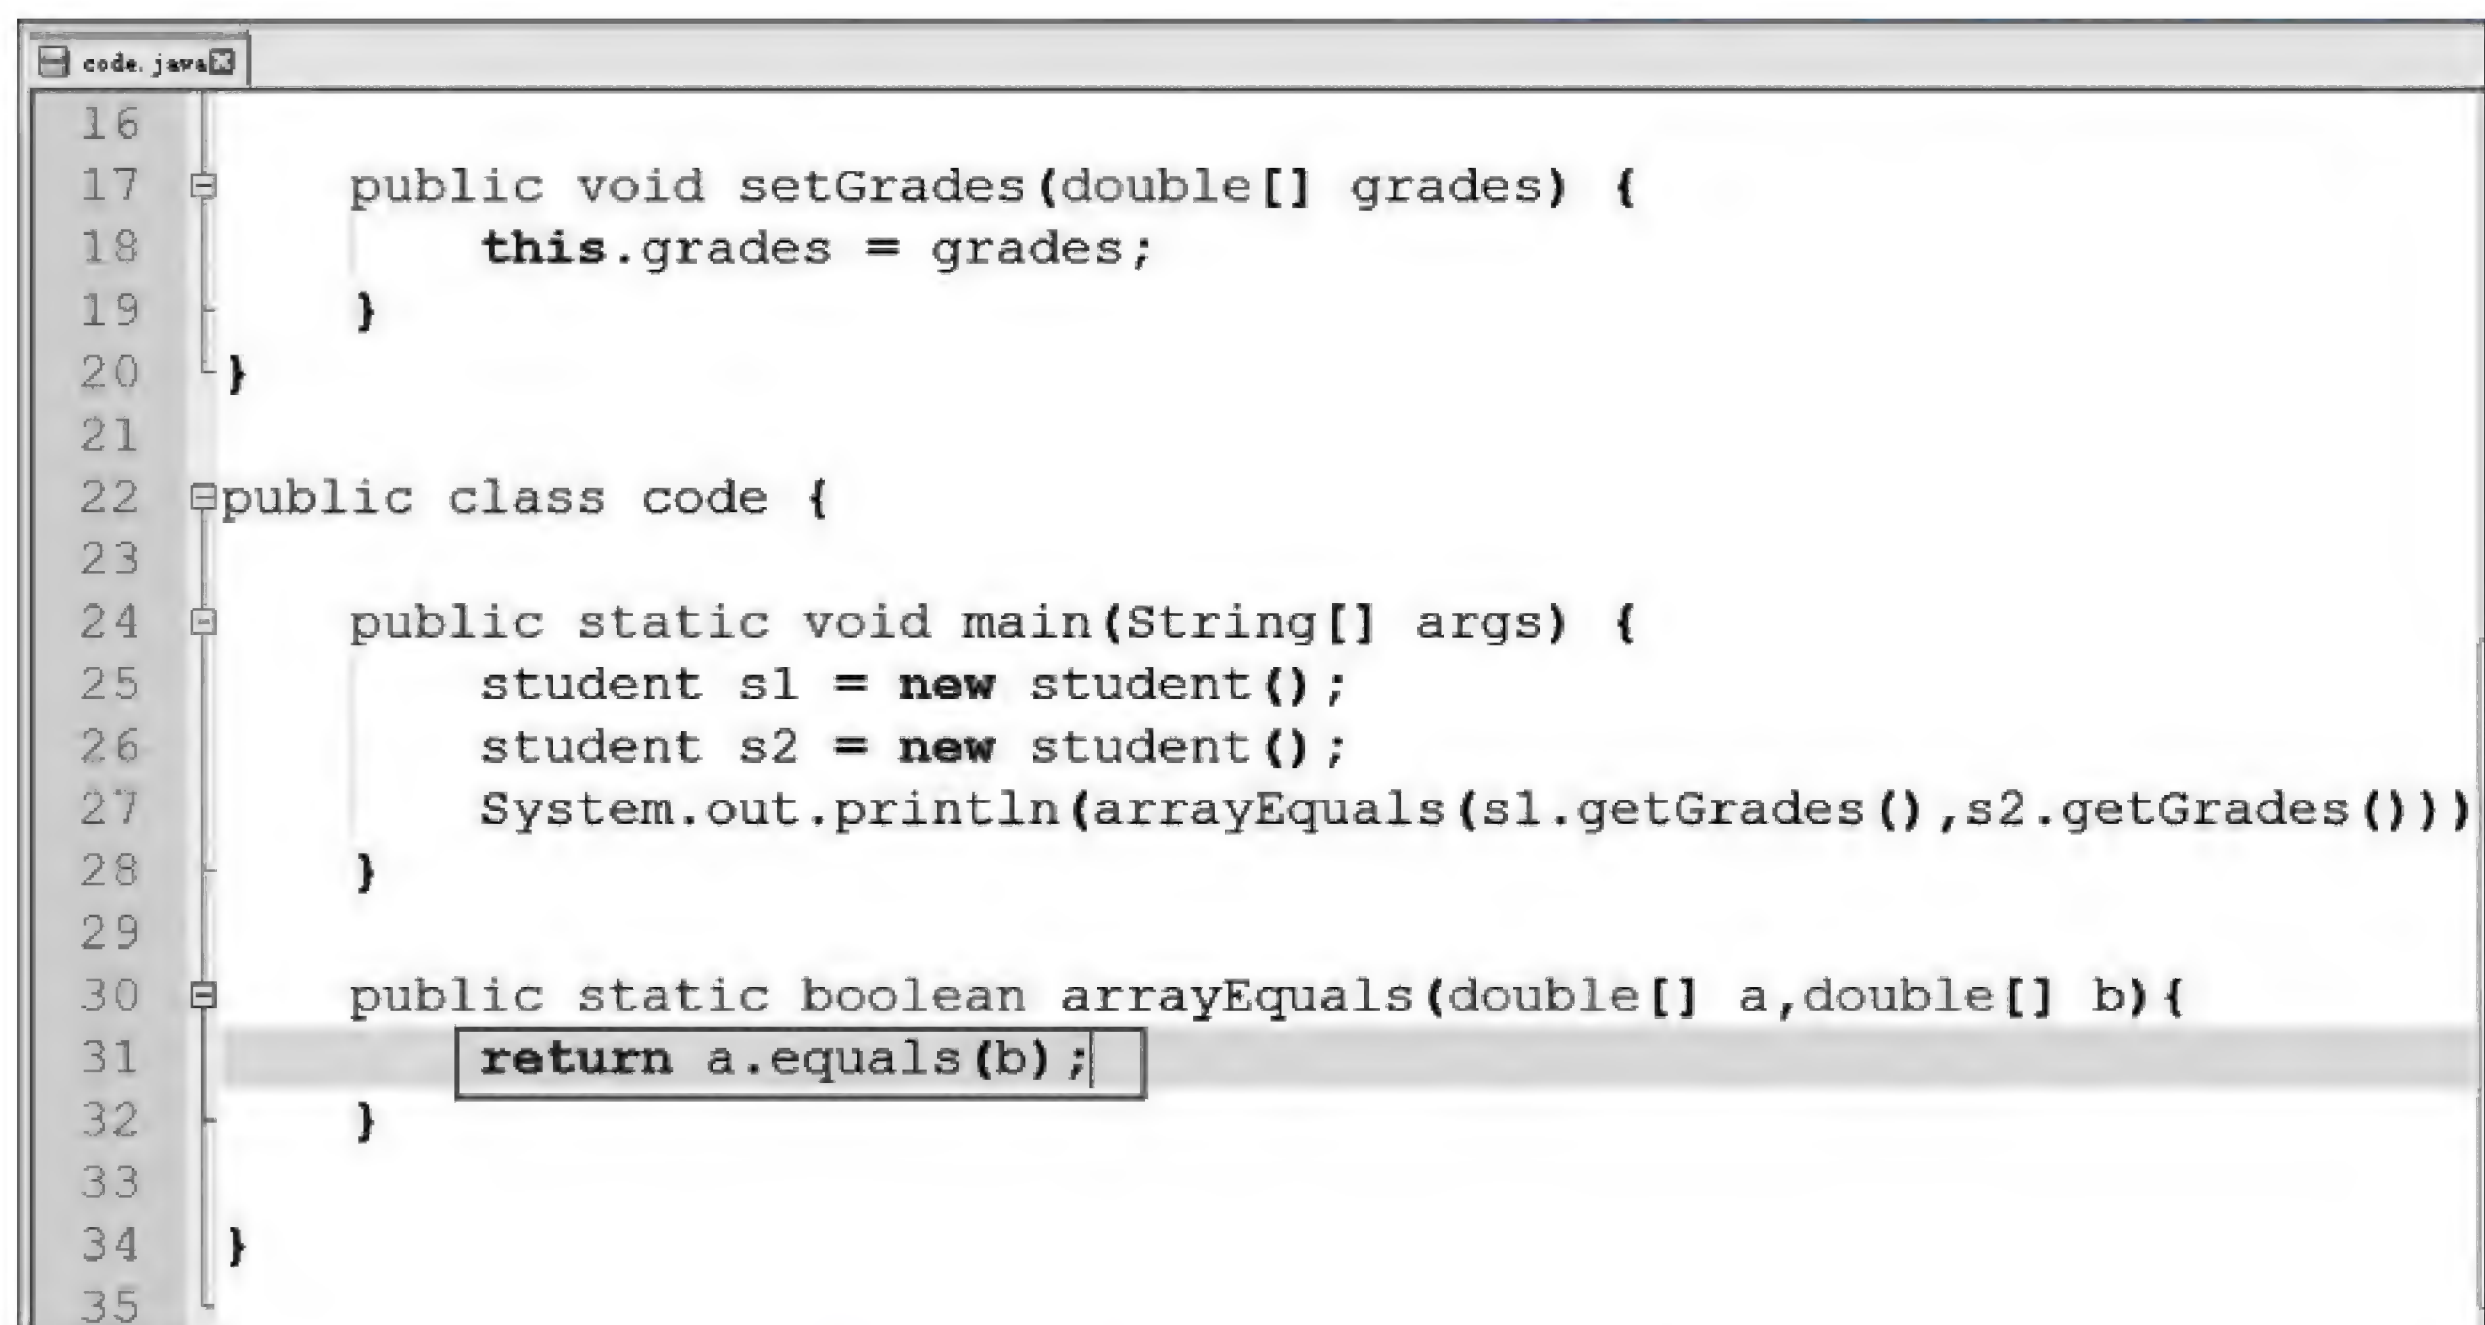 code.java
16
17 public void setGrades(double[] grades) {
18 this.grades = grades;
19 }
20 }
21
22 public class code {
23
24 public static void main(String[] args) {
25 student s1 = new student();
26 student s2 = new student();
27 System.out.println(arrayEquals(s1.getGrades(),s2.getGrades()))
28 }
29
30 public static boolean arrayEquals(double[] a,double[] b){
31 return a.equals(b);
32 }
33
34 }
35